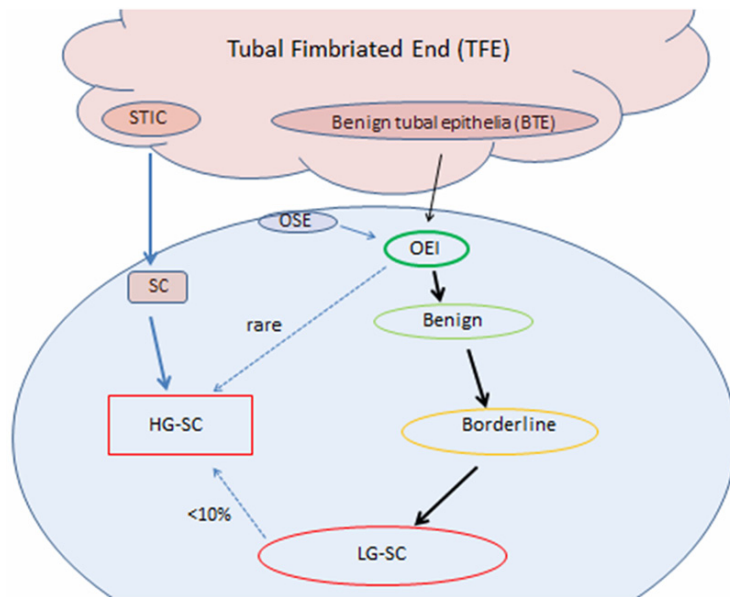 Tubal Fimbriated End (TFE)
STIC
Benign tubal epithelia (BTE)
OSE
OEI
SC
rare
Benign
HG-SC
Borderline
<10%
LG-SC